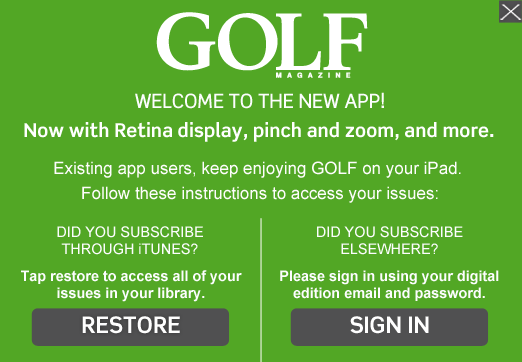 GOLF
MAGAZINE
WELCOME TO THE NEW APP!
Now with Retina display, pinch and zoom, and more.
Existing app users, keep enjoying GOLF on your iPad.
Follow these instructions to access your issues:
DID YOU SUBSCRIBE
THROUGH iTUNES?
Tap restore to access all of your
issues in your library.
RESTORE
DID YOU SUBSCRIBE
ELSEWHERE?
Please sign in using your digital
edition email and password.
SIGN IN